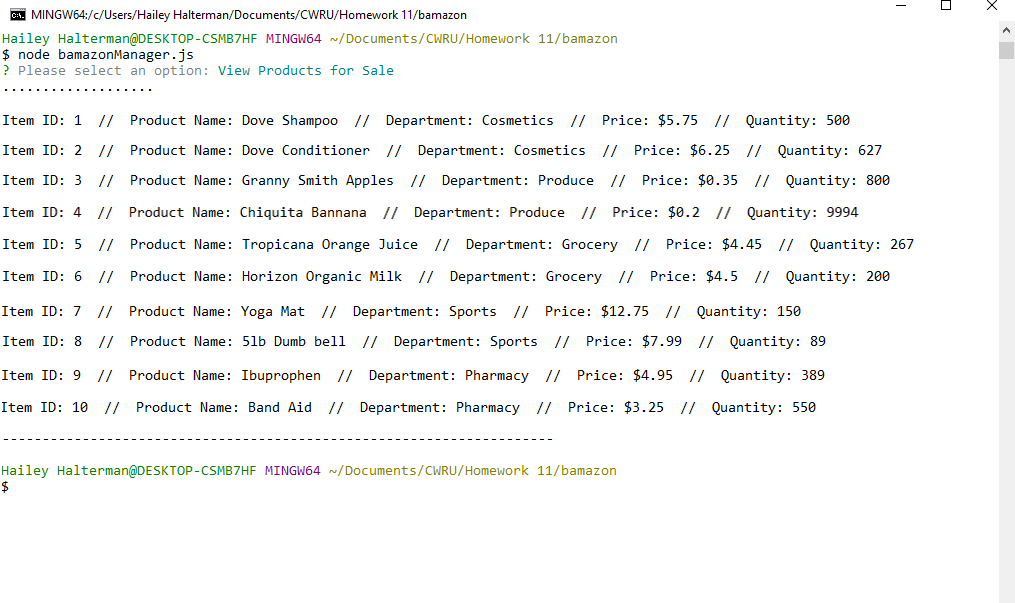 MINGW64:/c/Users/Hailey Halterman/Documents/CWRU/Homework 11/bamazon
Hailey Halterman@DESKTOP-CSMB7HF MINGW64 ~/Documents/CWRU/Homework 11/bamazon
$ node bamazonManager.js
? Please select an option: View Products for Sale
...................
Item ID: 1  //  Product Name: Dove Shampoo  //  Department: Cosmetics  //  Price: $5.75  //  Quantity: 500
Item ID: 2  //  Product Name: Dove Conditioner  //  Department: Cosmetics  //  Price: $6.25  //  Quantity: 627
Item ID: 3  //  Product Name: Granny Smith Apples  //  Department: Produce  //  Price: $0.35  //  Quantity: 800
Item ID: 4  //  Product Name: Chiquita Bannana  //  Department: Produce  //  Price: $0.2  //  Quantity: 9994
Item ID: 5  //  Product Name: Tropicana Orange Juice  //  Department: Grocery  //  Price: $4.45  //  Quantity: 267
Item ID: 6  //  Product Name: Horizon Organic Milk  //  Department: Grocery  //  Price: $4.5  //  Quantity: 200
Item ID: 7  //  Product Name: Yoga Mat  //  Department: Sports  //  Price: $12.75  //  Quantity: 150
Item ID: 8  //  Product Name: 5lb Dumb bell  //  Department: Sports  //  Price: $7.99  //  Quantity: 89
Item ID: 9  //  Product Name: Ibuprophen  //  Department: Pharmacy  //  Price: $4.95  //  Quantity: 389
Item ID: 10  //  Product Name: Band Aid  //  Department: Pharmacy  //  Price: $3.25  //  Quantity: 550
---------------------------------------------------------------------
Hailey Halterman@DESKTOP-CSMB7HF MINGW64 ~/Documents/CWRU/Homework 11/bamazon
$